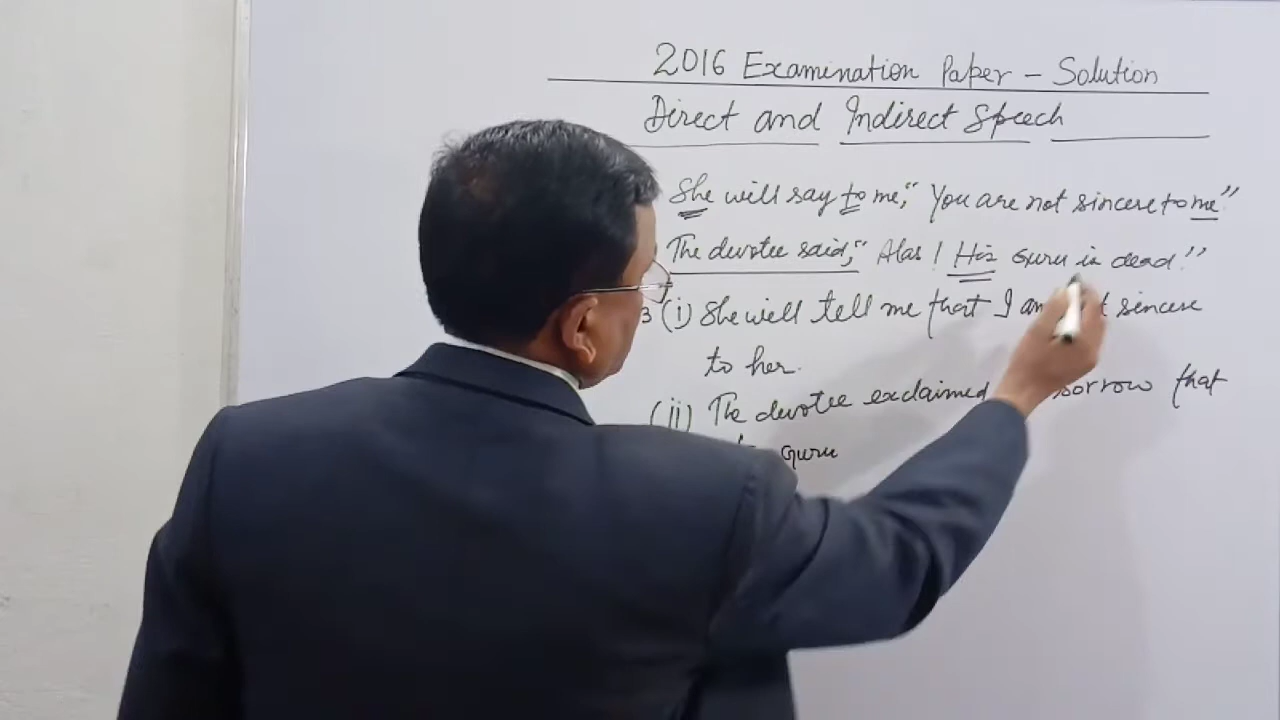 2016 Examination Paper - Solution
Direct and Indirect Speech
She will say to me," You are not sincere to me."
The devotee said," Alas! His Guru is dead."
3 (i) She will tell me that I sincere
to her.
(ii) The devotee exclaimed sorrow that
Guru